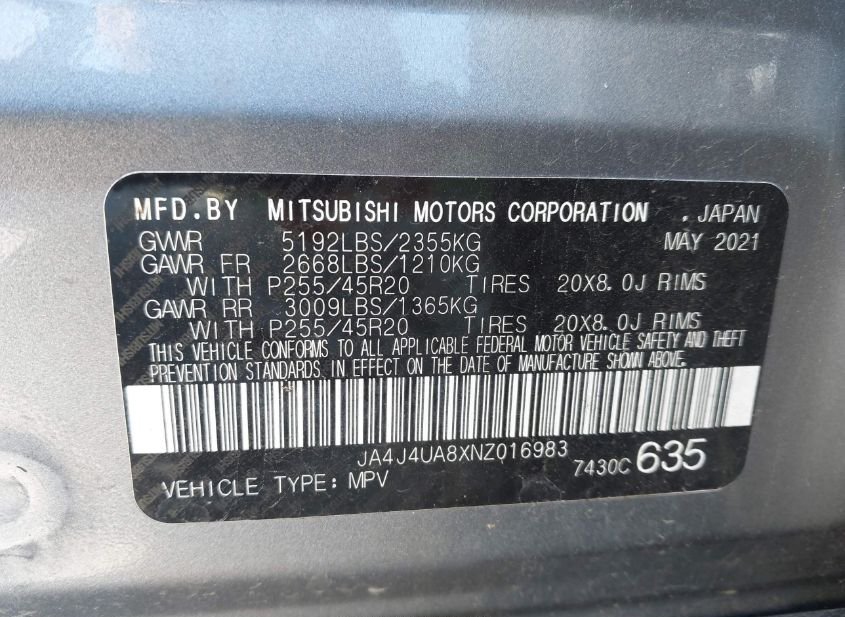 MFD.BY MITSUBISHI MOTORS CORPORATION .JAPAN
GVWR 5192LBS/2355KG MAY 2021
GAWR FR 2668LBS/1210KG
WITH P255/45R20 TIRES 20X8.0J RIMS
GAWR RR 3009LBS/1365KG
WITH P255/45R20 TIRES 20X8.0J RIMS
THIS VEHICLE CONFORMS TO ALL APPLICABLE FEDERAL MOTOR VEHICLE SAFETY AND THEFT
PREVENTION STANDARDS IN EFFECT ON THE DATE OF MANUFACTURE SHOWN ABOVE.
JA4J4UA8XNZ016983
7430C 635
VEHICLE TYPE: MPV